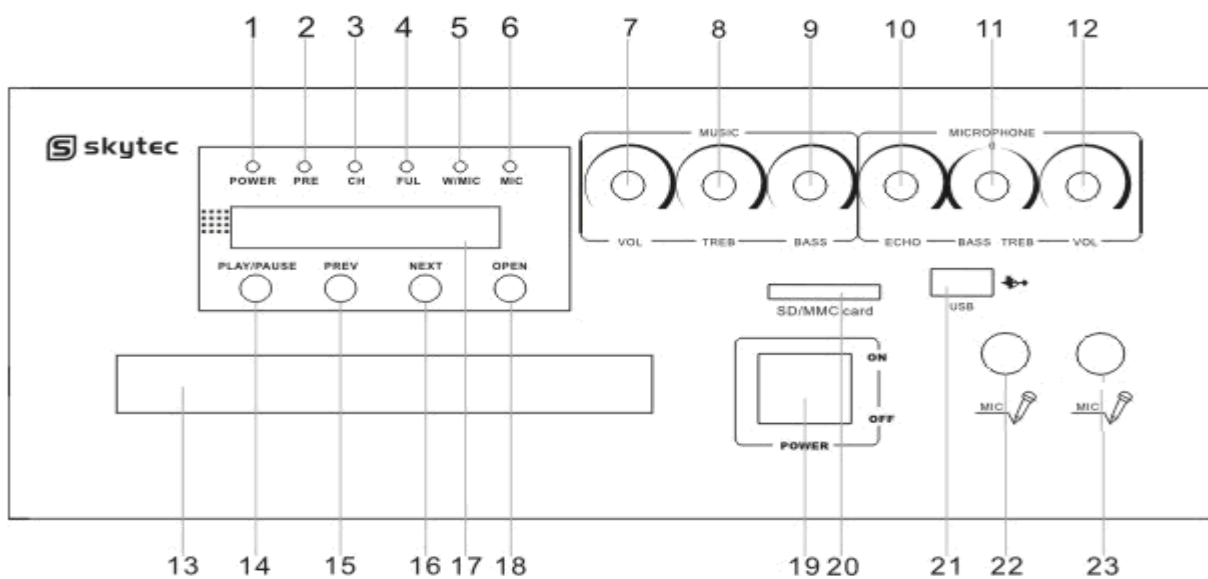 1 2 3 4 5 6 7 8 9 10 11 12
skytec
MUSIC MICROPHONE
POWER PRE CH FUL W/MIC MIC
VOL TREB BASS ECHO BASS TREB VOL
PLAY/PAUSE PREV NEXT OPEN
SD/MMC card
USB
ON
OFF
POWER
MIC MIC
13 14 15 16 17 18 19 20 21 22 23